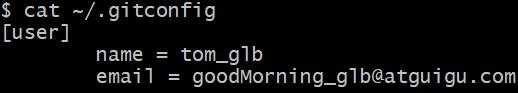 $ cat ~/.gitconfig
[user]
        name = tom_glb
        email = goodMorning_glb@atguigu.com